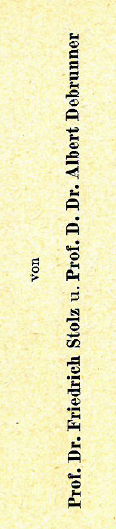 von
Prof. Dr. Friedrich Stolz u. Prof. D. Dr. Albert Debrunner